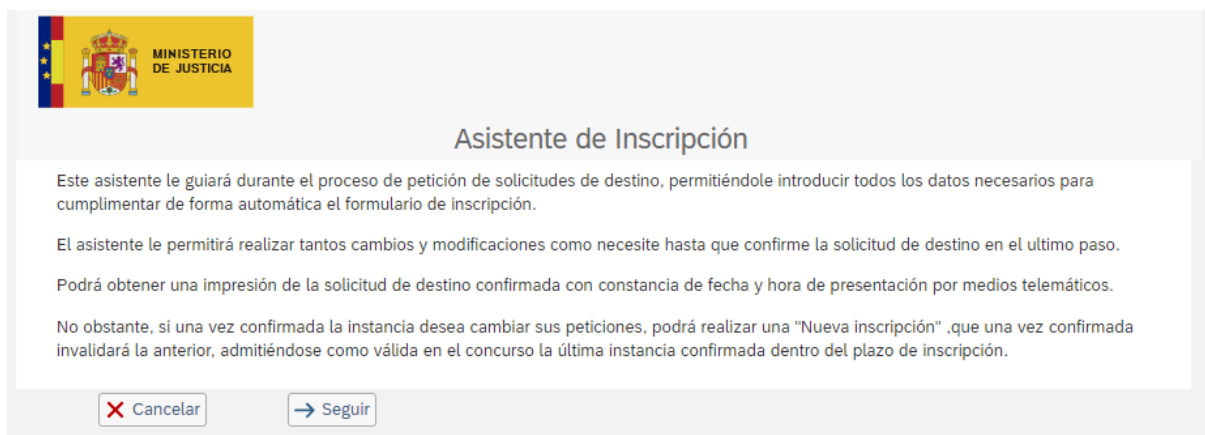 MINISTERIO
DE JUSTICIA
Asistente de Inscripción
Este asistente le guiará durante el proceso de petición de solicitudes de destino, permitiéndole introducir todos los datos necesarios para
cumplimentar de forma automática el formulario de inscripción.
El asistente le permitirá realizar tantos cambios y modificaciones como necesite hasta que confirme la solicitud de destino en el ultimo paso.
Podrá obtener una impresión de la solicitud de destino confirmada con constancia de fecha y hora de presentación por medios telemáticos.
No obstante, si una vez confirmada la instancia desea cambiar sus peticiones, podrá realizar una "Nueva inscripción" ,que una vez confirmada
invalidará la anterior, admitiéndose como válida en el concurso la última instancia confirmada dentro del plazo de inscripción.
Cancelar
Seguir